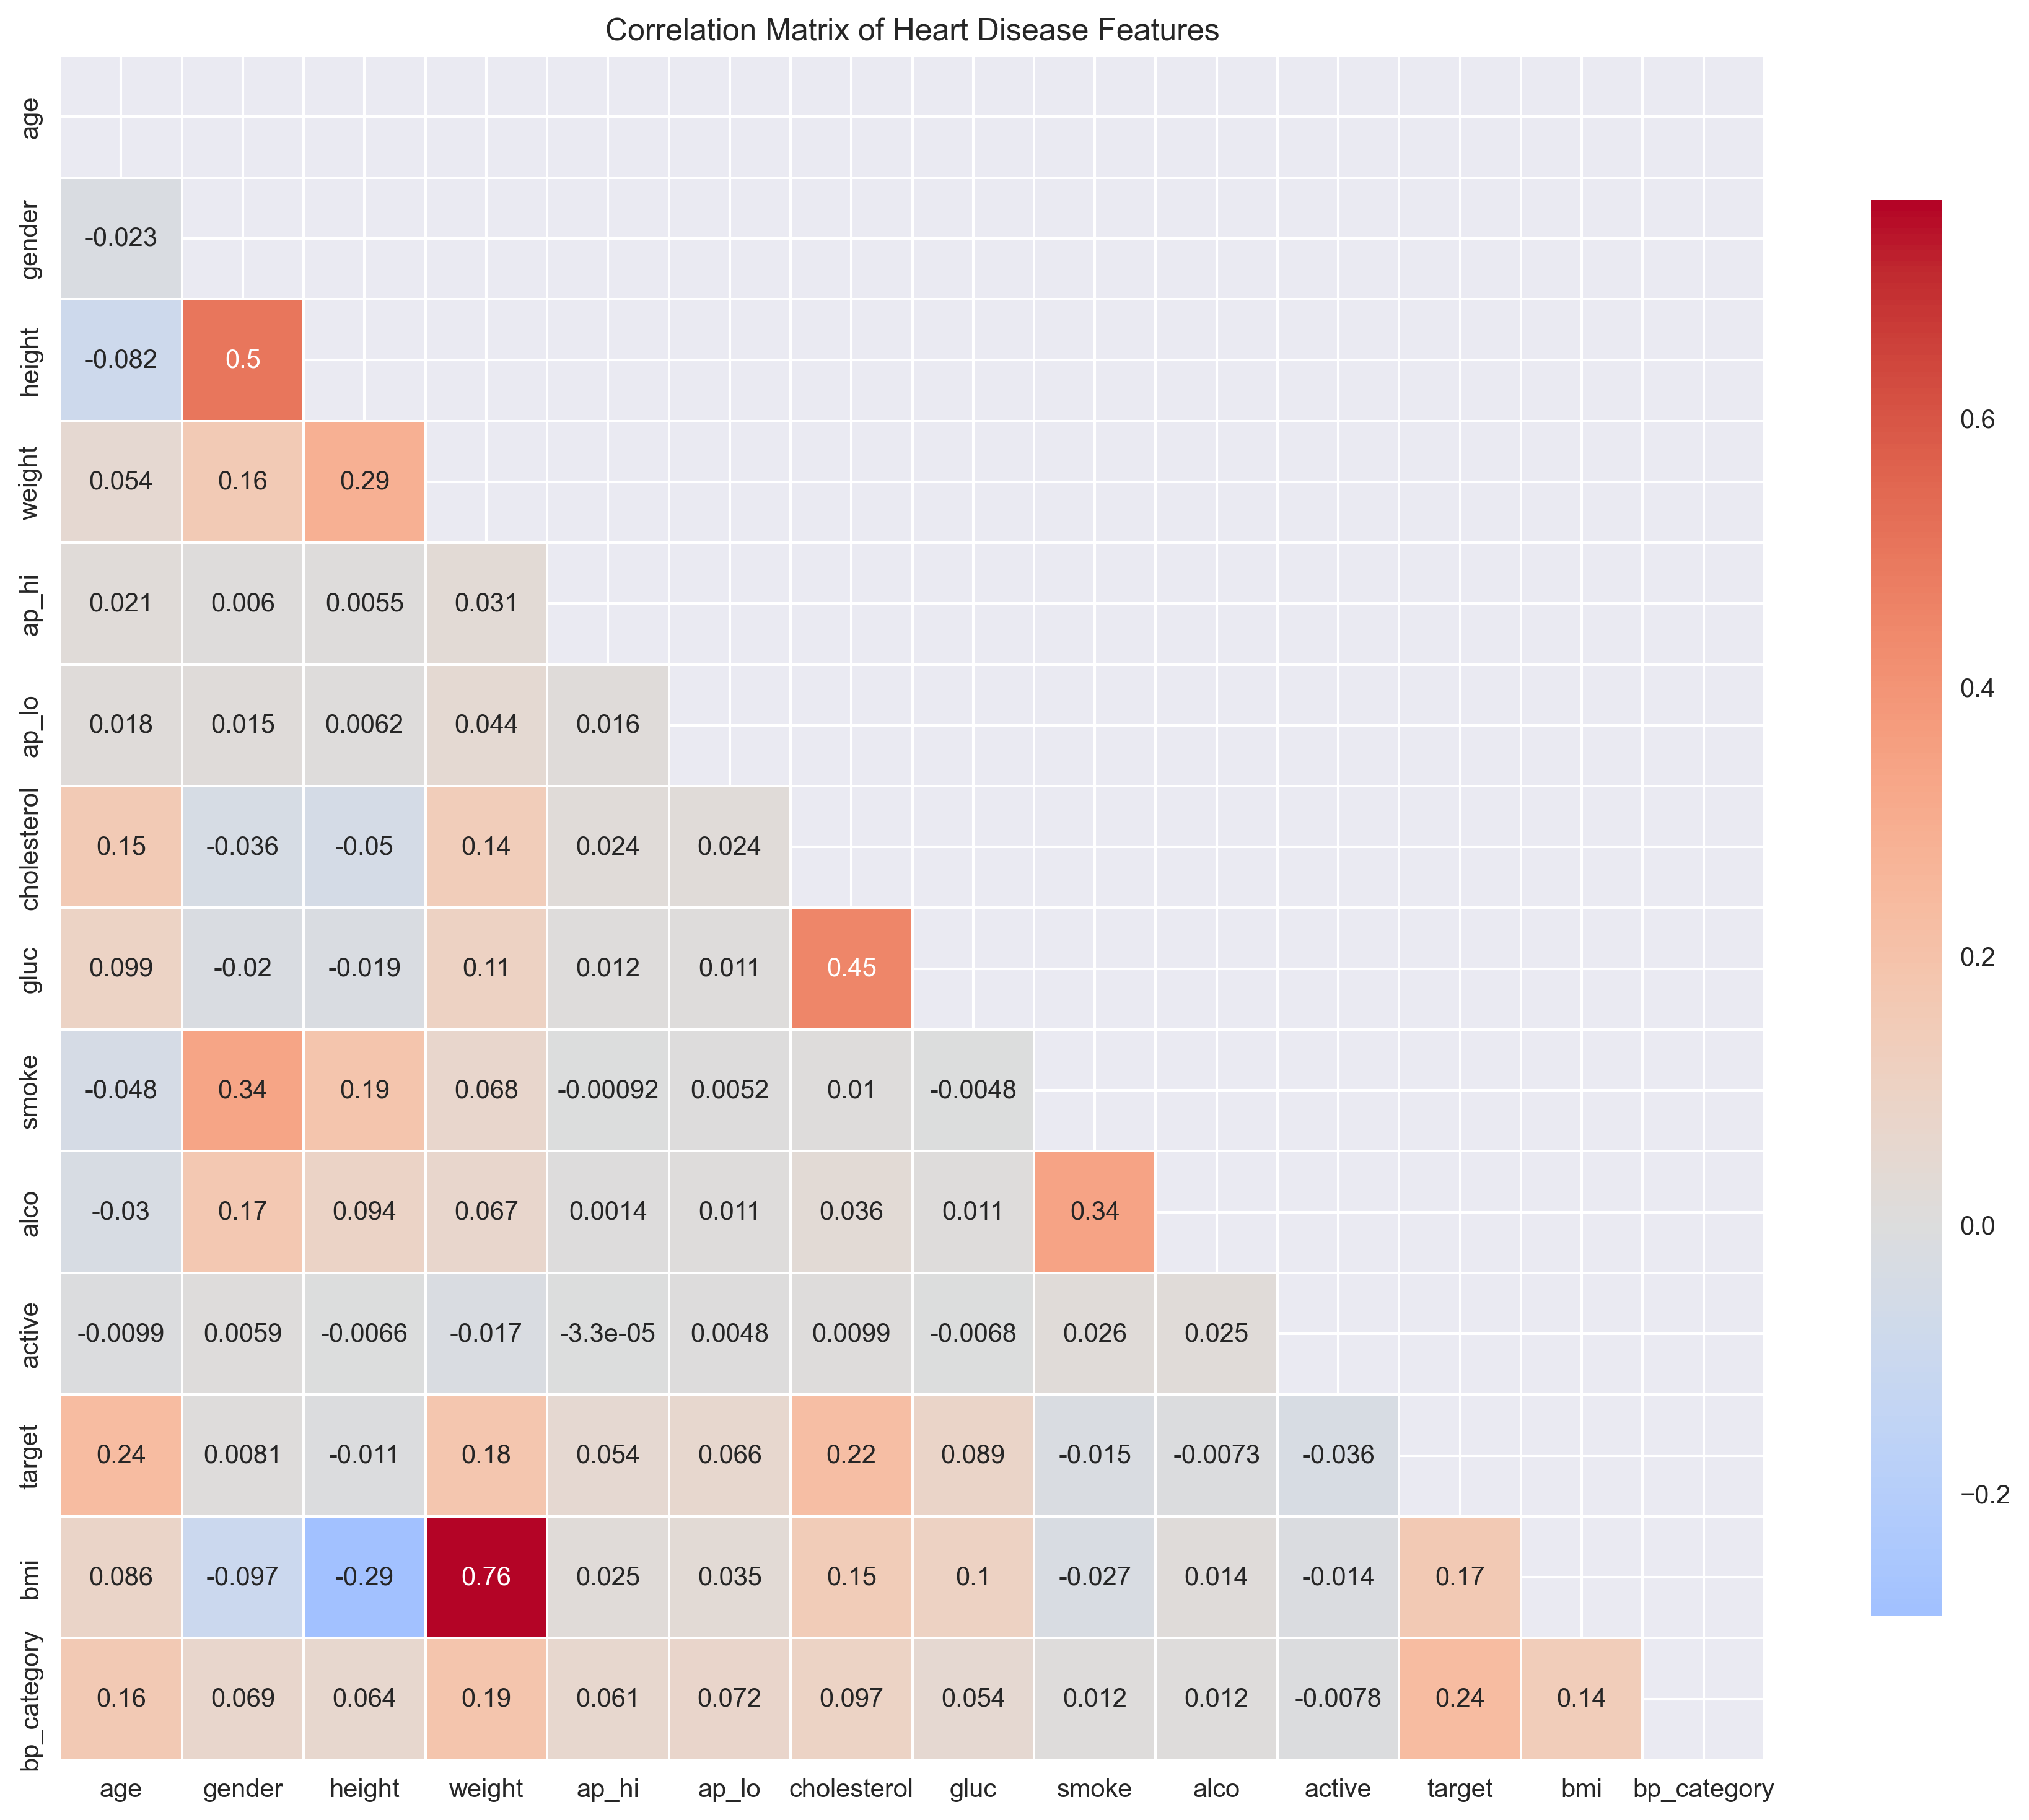 Correlation Matrix of Heart Disease Features
age
gender -0.023
height -0.082 0.5
weight 0.054 0.16 0.29
ap_hi 0.021 0.006 0.0055 0.031
ap_lo 0.018 0.015 0.0062 0.044 0.016
cholesterol 0.15 -0.036 -0.05 0.14 0.024 0.024
gluc 0.099 -0.02 -0.019 0.11 0.012 0.011 0.45
smoke -0.048 0.34 0.19 0.068 -0.00092 0.0052 0.01 -0.0048
alco -0.03 0.17 0.094 0.067 0.0014 0.011 0.036 0.011 0.34
active -0.0099 0.0059 -0.0066 -0.017 -3.3e-05 0.0048 0.0099 -0.0068 0.026 0.025
target 0.24 0.0081 -0.011 0.18 0.054 0.066 0.22 0.089 -0.015 -0.0073 -0.036
bmi 0.086 -0.097 -0.29 0.76 0.025 0.035 0.15 0.1 -0.027 0.014 -0.014 0.17
bp_category 0.16 0.069 0.064 0.19 0.061 0.072 0.097 0.054 0.012 0.012 -0.0078 0.24 0.14
age gender height weight ap_hi ap_lo cholesterol gluc smoke alco active target bmi bp_category
0.6
0.4
0.2
0.0
−0.2